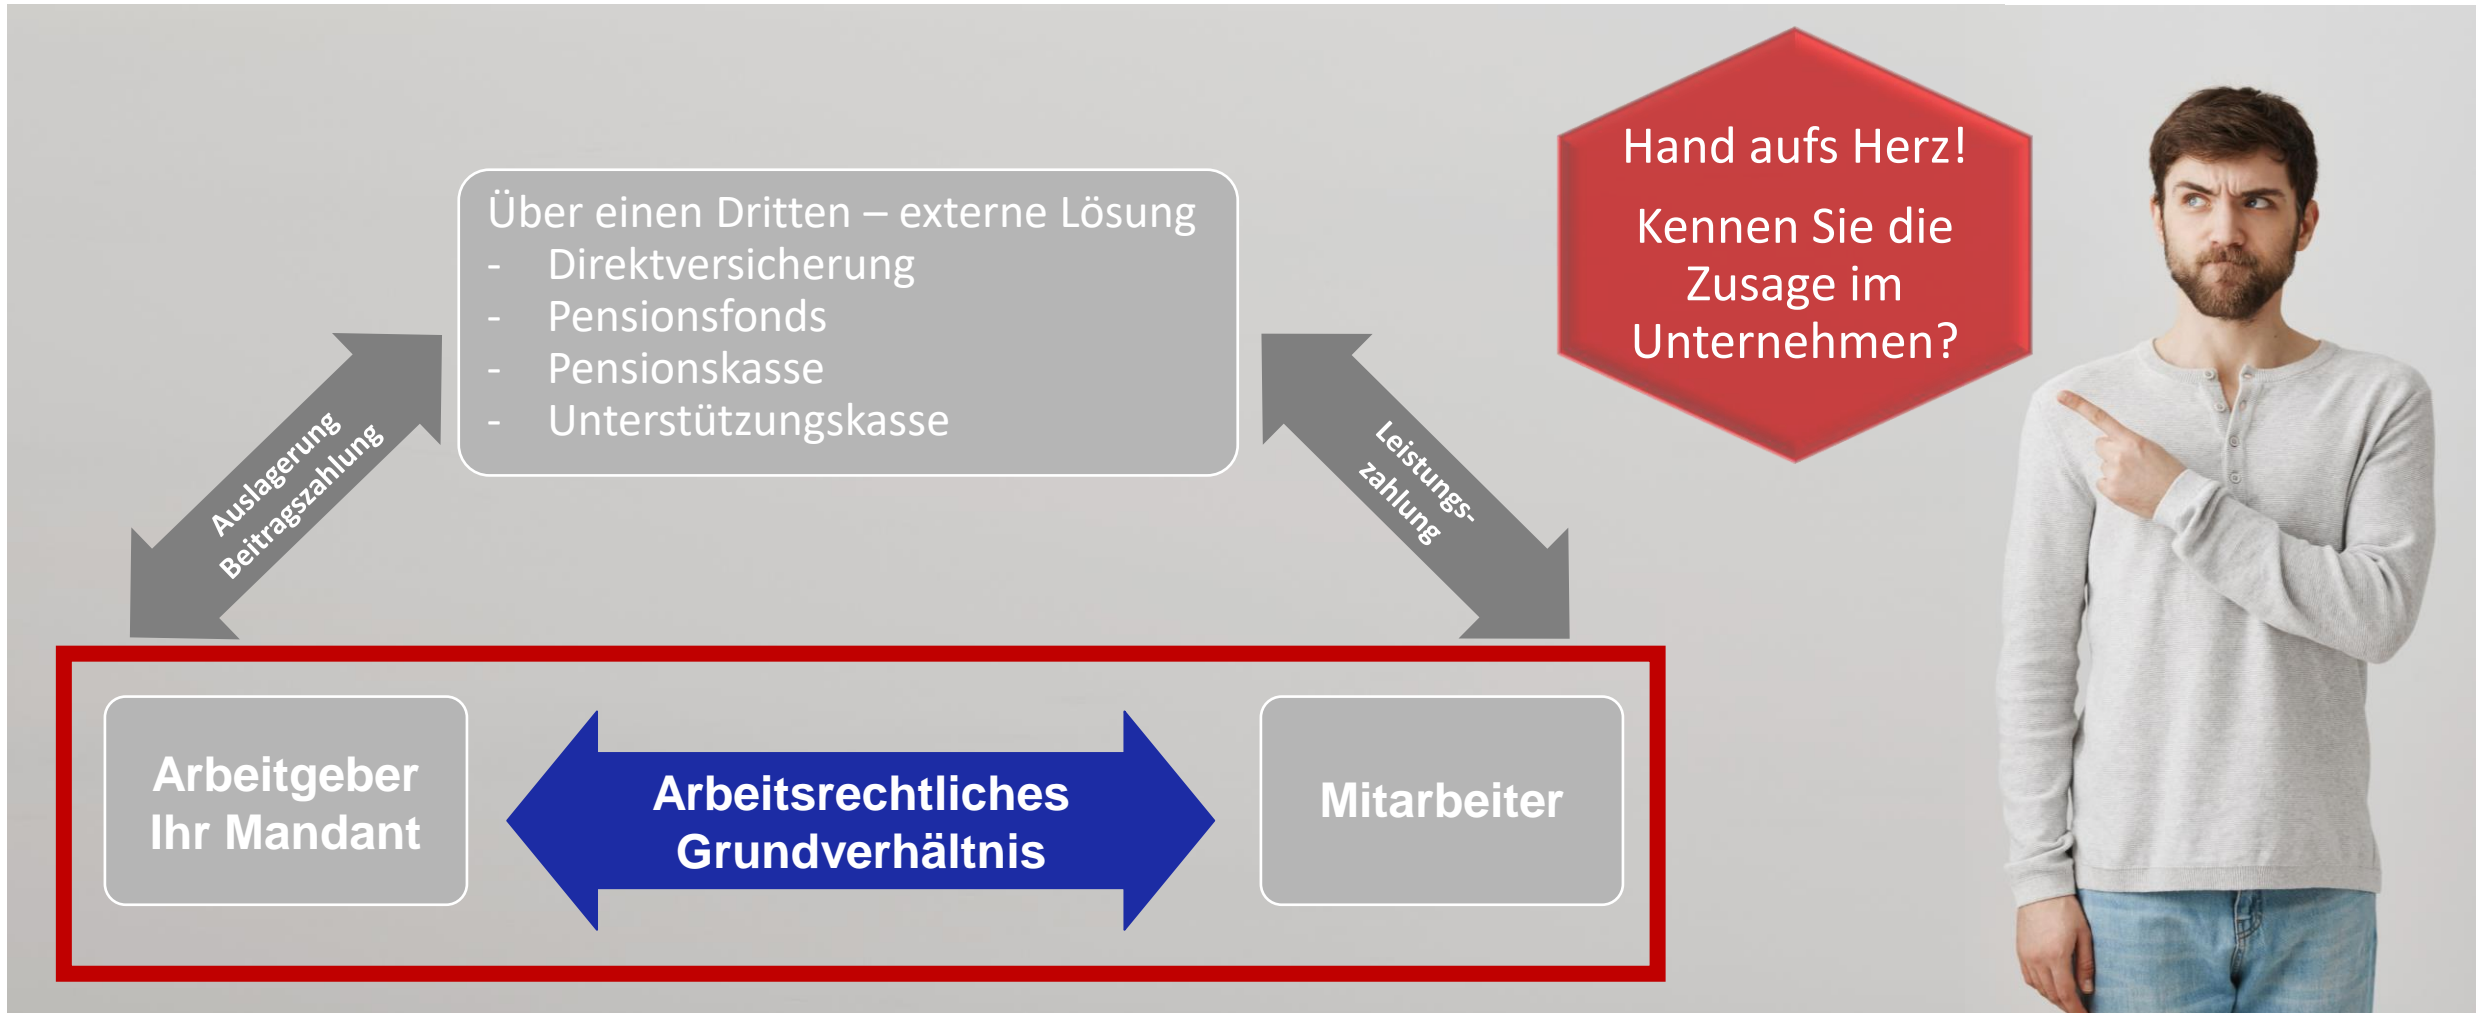 Hand aufs Herz!
Kennen Sie die
Zusage im
Unternehmen?
Über einen Dritten – externe Lösung
- Direktversicherung
- Pensionsfonds
- Pensionskasse
- Unterstützungskasse
Auslagerung
Beitragszahlung
Leistungs-
zahlung
Arbeitgeber
Ihr Mandant
Arbeitsrechtliches
Grundverhältnis
Mitarbeiter